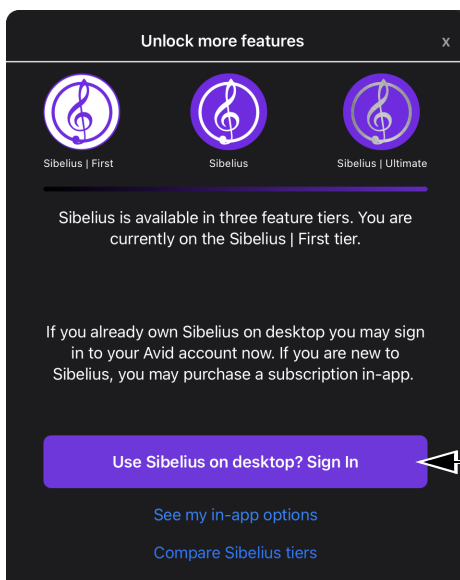 Unlock more features
x
Sibelius | First
Sibelius
Sibelius | Ultimate
Sibelius is available in three feature tiers. You are
currently on the Sibelius | First tier.
If you already own Sibelius on desktop you may sign
in to your Avid account now. If you are new to
Sibelius, you may purchase a subscription in-app.
Use Sibelius on desktop? Sign In
See my in-app options
Compare Sibelius tiers